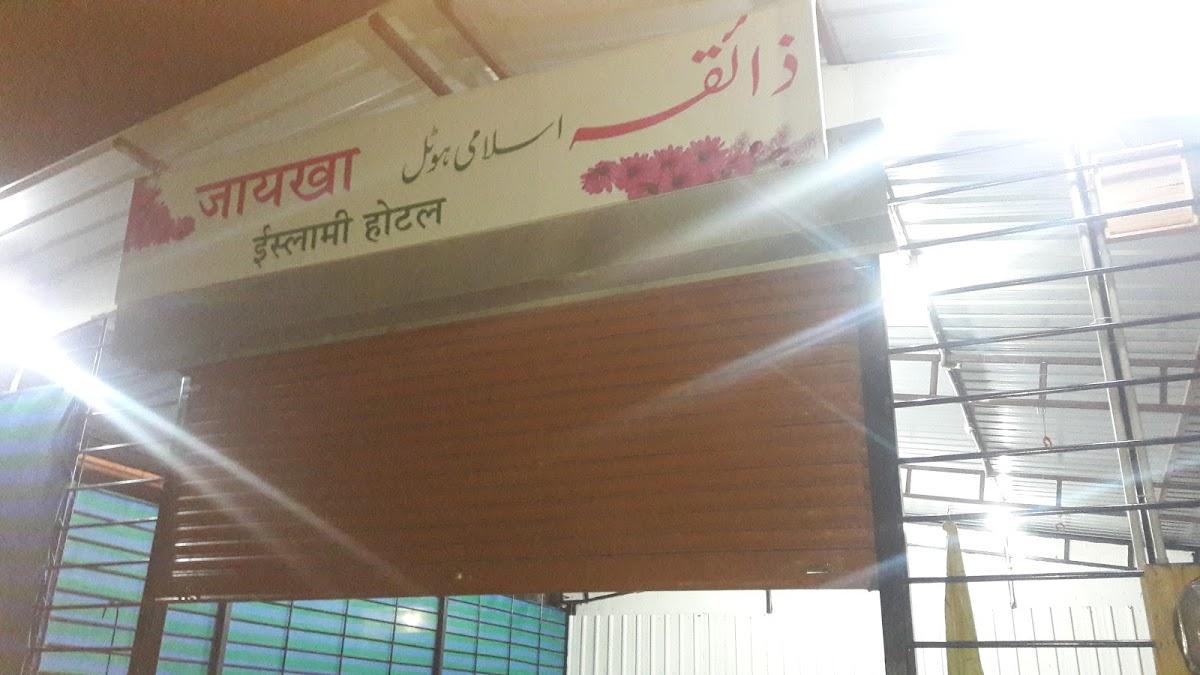 ذائقہ
اسلامی ہوٹل
जायखा
ईस्लामी होटल